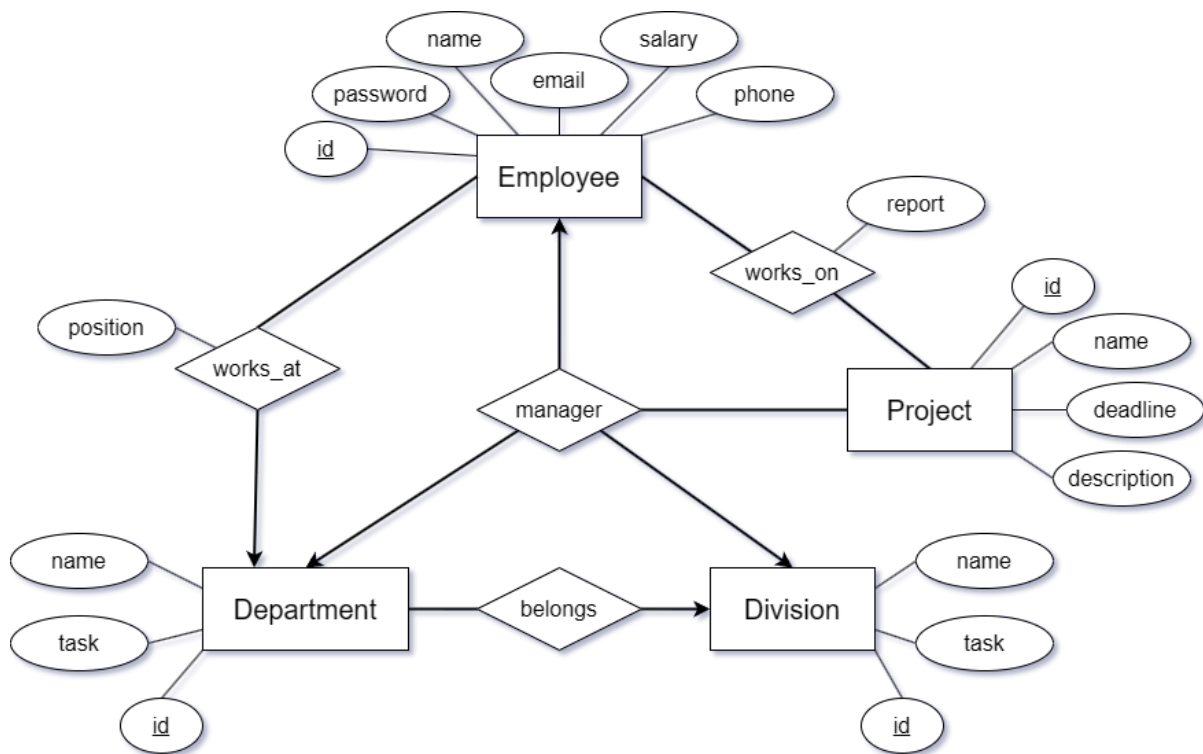 name
salary
email
password
phone
id
Employee
report
works_on
id
position
name
works_at
manager
Project
deadline
description
name
name
Department
belongs
Division
task
task
id
id